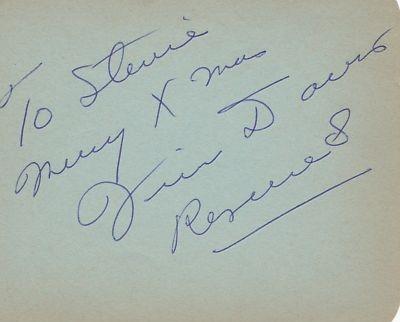 To Stevie
Merry X mas
Jim Davis
Rescue 8